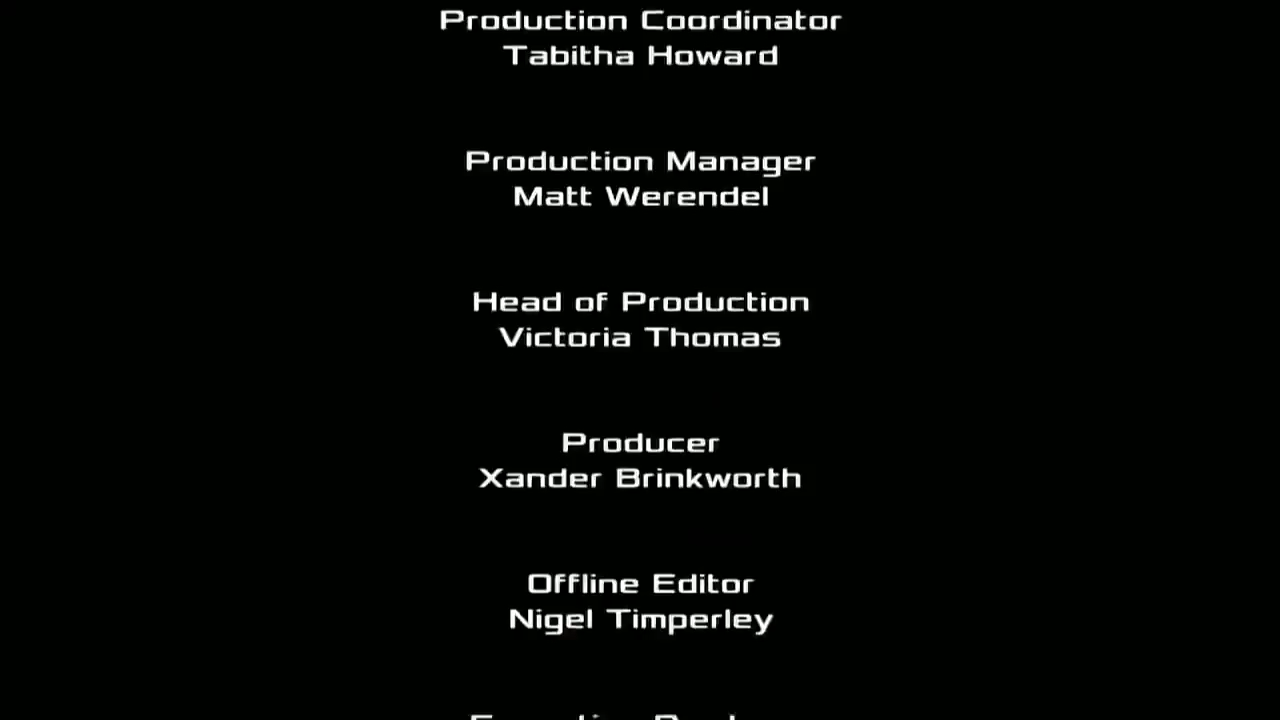 Production Coordinator
Tabitha Howard
Production Manager
Matt Werendel
Head of Production
Victoria Thomas
Producer
Xander Brinkworth
Offline Editor
Nigel Timperley